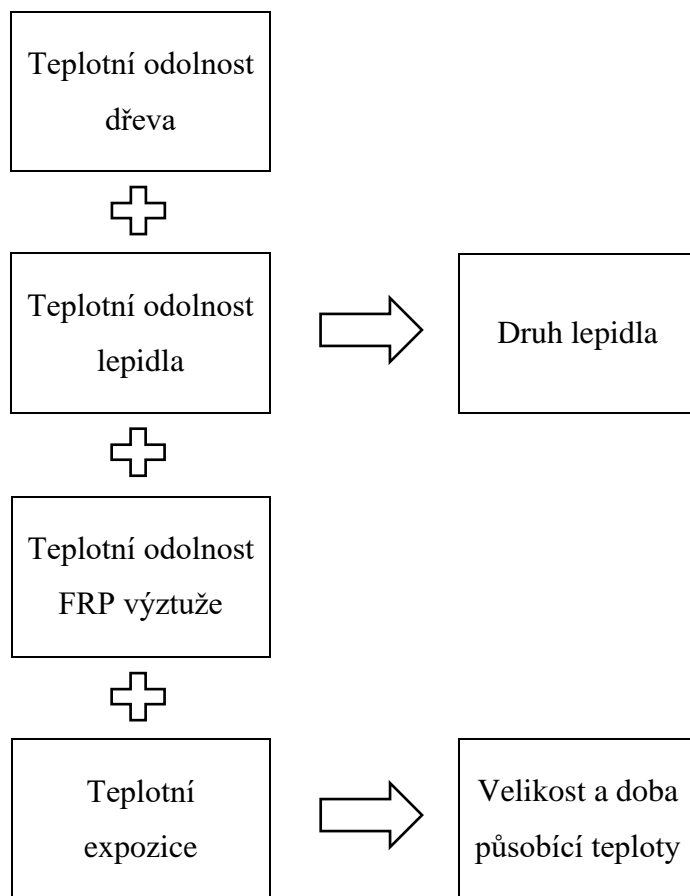 Teplotní odolnost
dřeva
Teplotní odolnost
lepidla
Druh lepidla
Teplotní odolnost
FRP výztuže
Teplotní
expozice
Velikost a doba
působící teploty